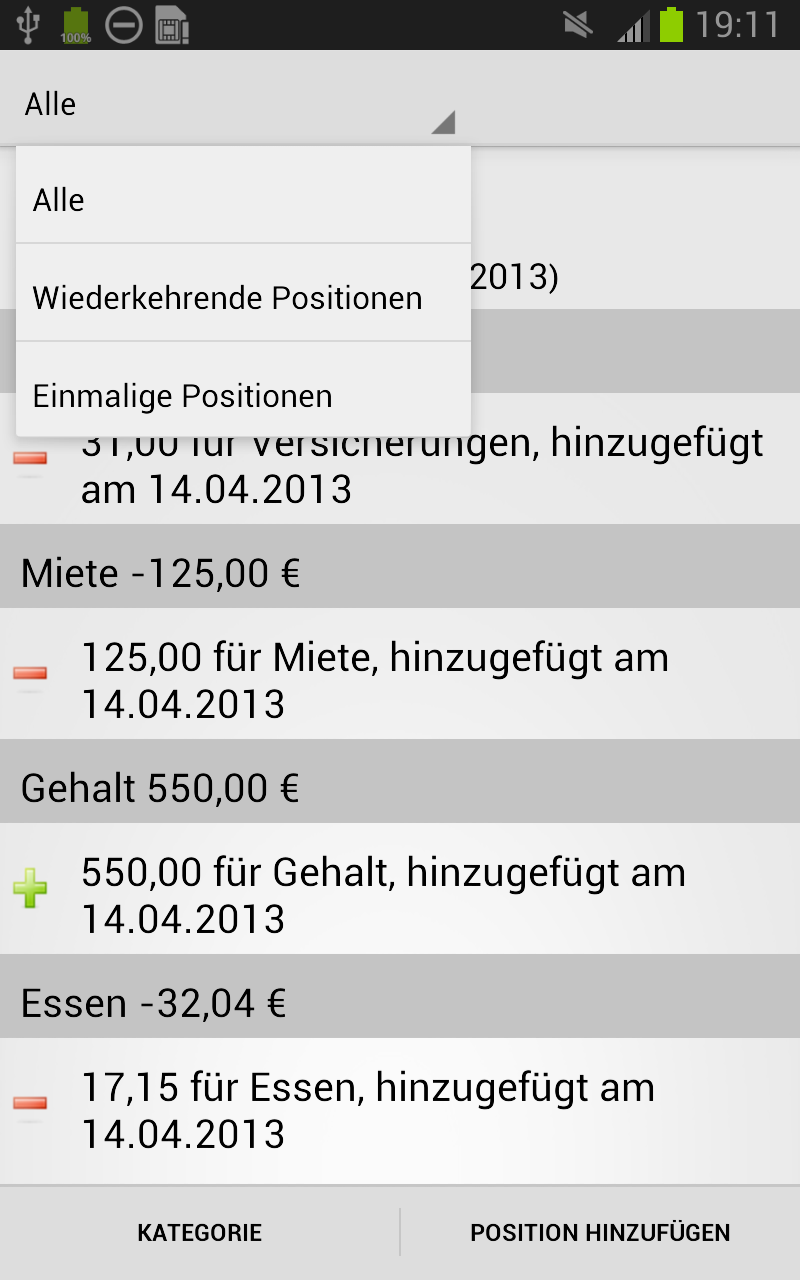 100%
19:11
Alle
Alle
2013)
Wiederkehrende Positionen
Einmalige Positionen
31,00 für Versicherungen, hinzugefügt
am 14.04.2013
Miete -125,00 €
125,00 für Miete, hinzugefügt am
14.04.2013
Gehalt 550,00 €
550,00 für Gehalt, hinzugefügt am
14.04.2013
Essen -32,04 €
17,15 für Essen, hinzugefügt am
14.04.2013
KATEGORIE
POSITION HINZUFÜGEN